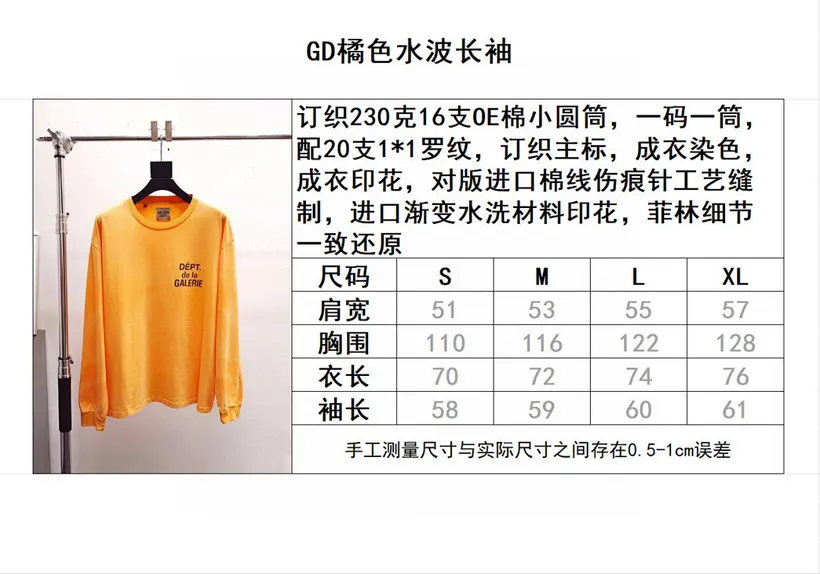 GD橘色水波长袖
订织230克16支OE棉小圆筒，一码一筒，
配20支1*1罗纹，订织主标，成衣染色，
成衣印花，对版进口棉线伤痕针工艺缝
制，进口渐变水洗材料印花，菲林细节
一致还原
DÉPT.
de la
GALERIE
尺码 S M L XL
肩宽 51 53 55 57
胸围 110 116 122 128
衣长 70 72 74 76
袖长 58 59 60 61
手工测量尺寸与实际尺寸之间存在0.5-1cm误差